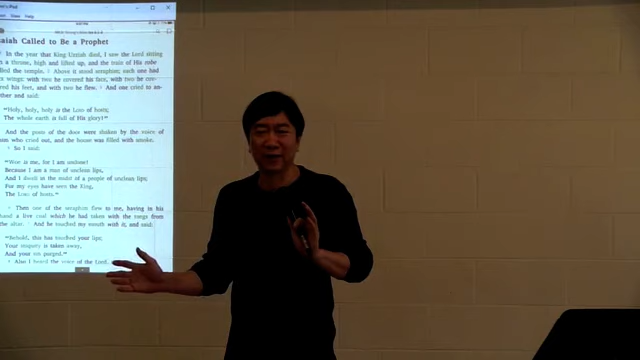 aiah Called to Be a Prophet
In the year that King Uzziah died, I saw the Lord sitting
a throne, high and lifted up, and the train of His robe
lled the temple. Above it stood seraphim; each one had
x wings: with two he covered his face, with two he cov-
red his feet, and with two he flew. And one cried to an-
ther and said:
"Holy, holy, holy is the LORD of hosts;
The whole earth is full of His glory!"
And the posts of the door were shaken by the voice of
im who cried out, and the house was filled with smoke.
So I said:
"Woe is me, for I am undone!
Because I am a man of unclean lips,
And I dwell in the midst of a people of unclean lips;
For my eyes have seen the King,
The LORD of hosts."
Then one of the seraphim flew to me, having in his
hand a live coal which he had taken with the tongs from
the altar. And he touched my mouth with it, and said:
"Behold, this has touched your lips;
Your iniquity is taken away,
And your sin purged."
Also I heard the voice of the Lord,